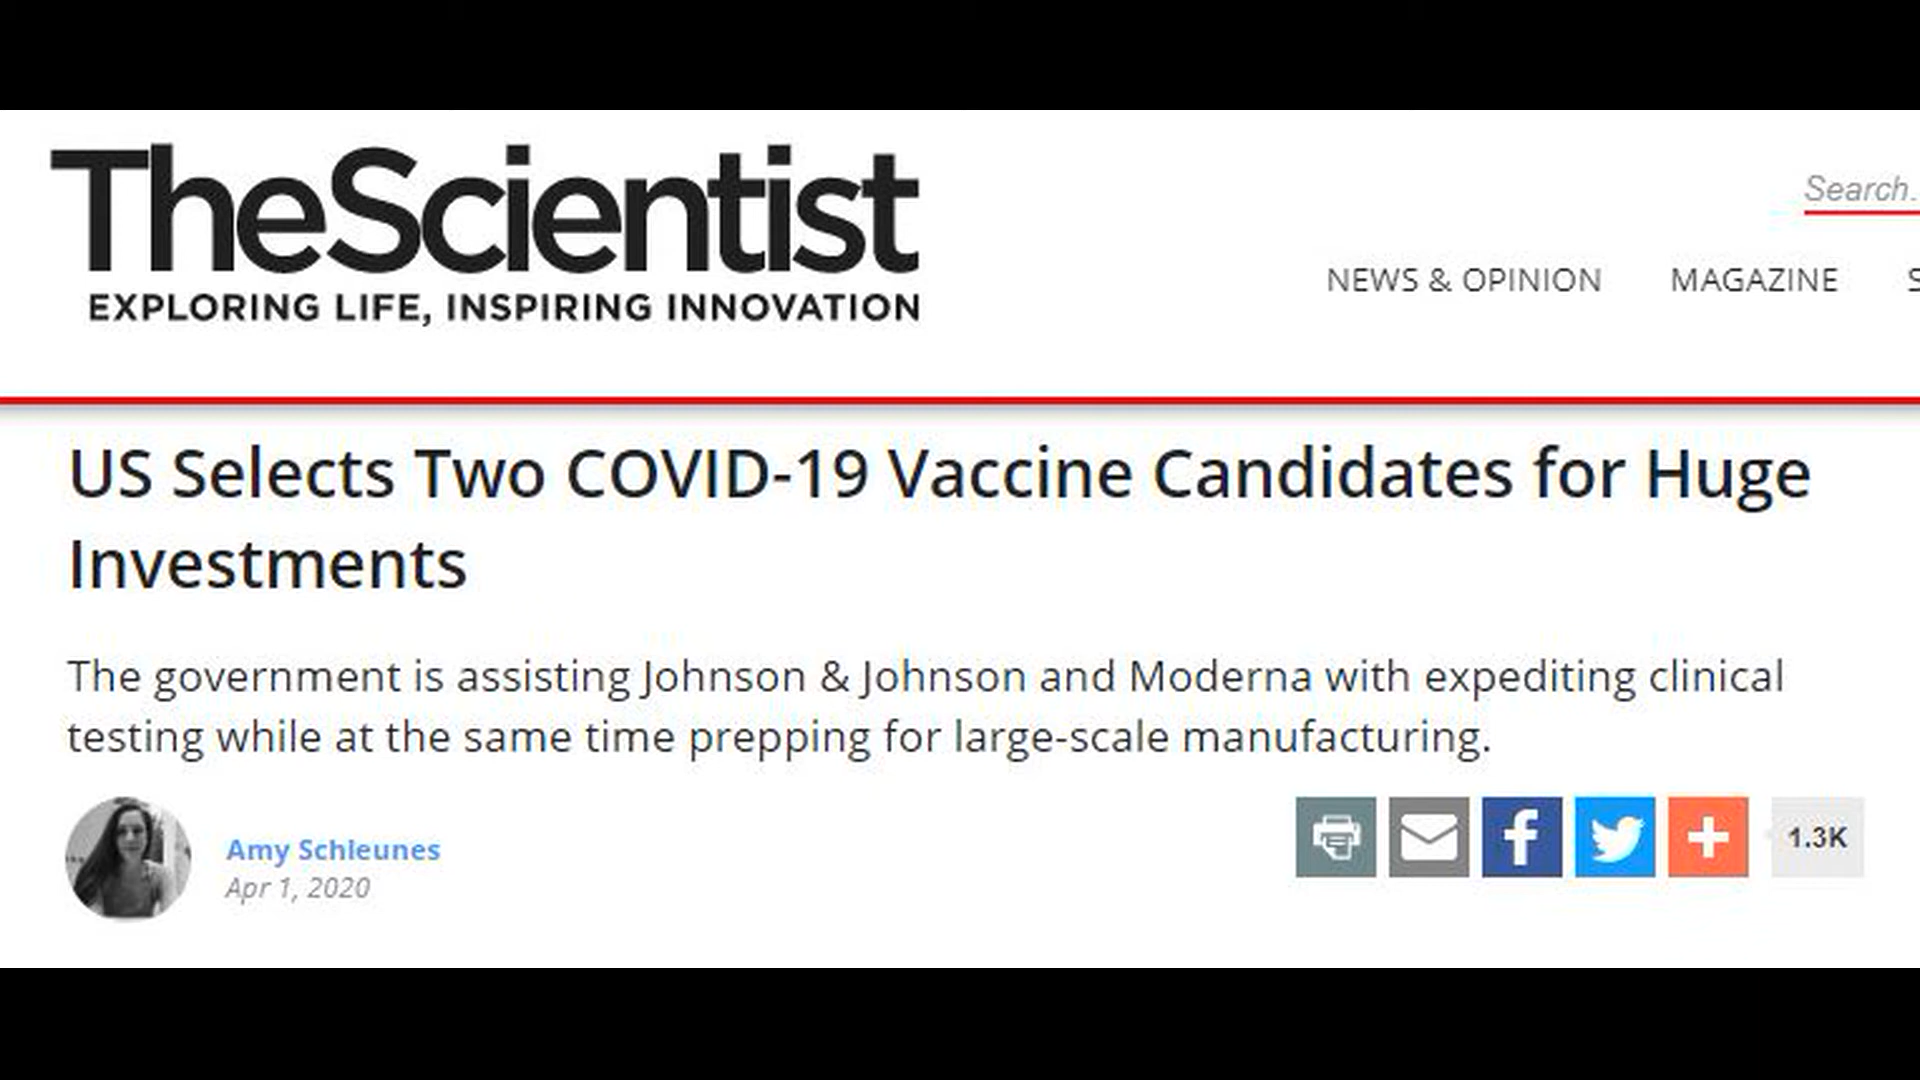 TheScientist
EXPLORING LIFE, INSPIRING INNOVATION
Search.
NEWS & OPINION MAGAZINE S
US Selects Two COVID-19 Vaccine Candidates for Huge
Investments
The government is assisting Johnson & Johnson and Moderna with expediting clinical
testing while at the same time prepping for large-scale manufacturing.
Amy Schleunes
Apr 1, 2020
1.3K